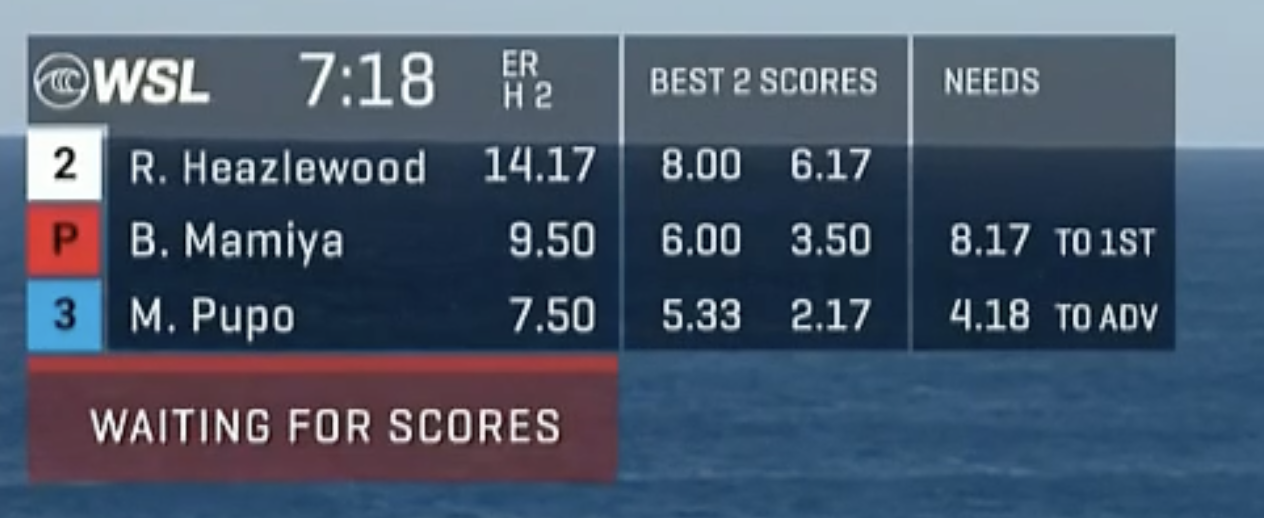 WSL 7:18 ER H 2 BEST 2 SCORES NEEDS
2 R. Heazlewood 14.17 8.00 6.17
P B. Mamiya 9.50 6.00 3.50 8.17 TO 1ST
3 M. Pupo 7.50 5.33 2.17 4.18 TO ADV
WAITING FOR SCORES